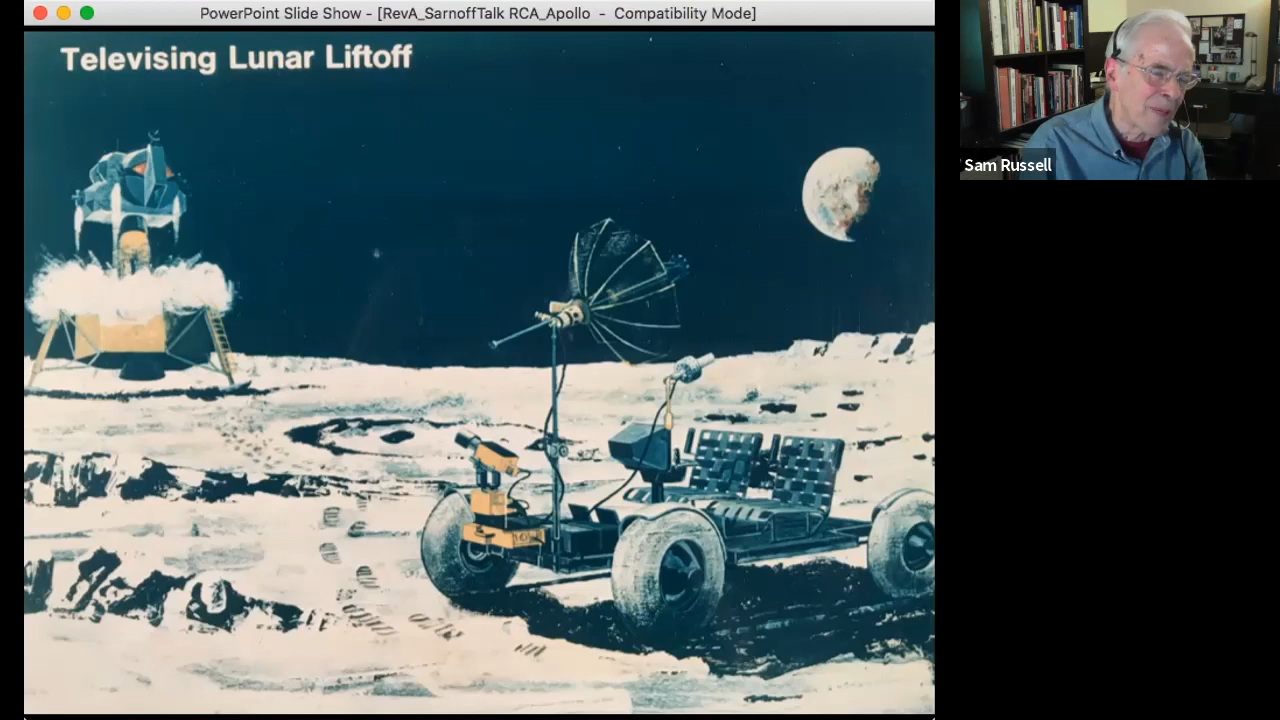 PowerPoint Slide Show - [RevA_SarnoffTalk RCA_Apollo - Compatibility Mode]
Televising Lunar Liftoff
Sam Russell